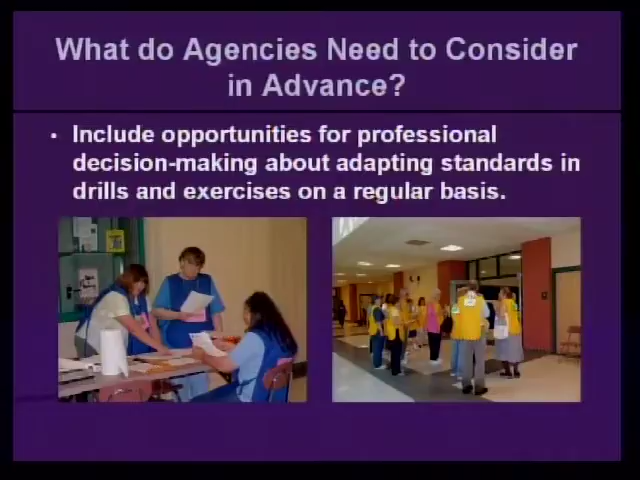 What do Agencies Need to Consider
in Advance?
• Include opportunities for professional
decision-making about adapting standards in
drills and exercises on a regular basis.